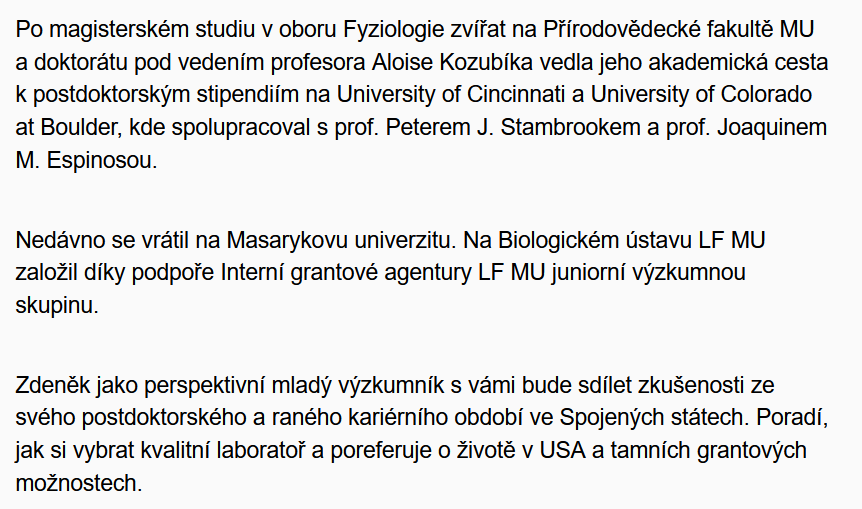 Po magisterském studiu v oboru Fyziologie zvířat na Přírodovědecké fakultě MU
a doktorátu pod vedením profesora Aloise Kozubíka vedla jeho akademická cesta
k postdoktorským stipendiím na University of Cincinnati a University of Colorado
at Boulder, kde spolupracoval s prof. Peterem J. Stambrookem a prof. Joaquinem
M. Espinosou.
Nedávno se vrátil na Masarykovu univerzitu. Na Biologickém ústavu LF MU
založil díky podpoře Interní grantové agentury LF MU juniorní výzkumnou
skupinu.
Zdeněk jako perspektivní mladý výzkumník s vámi bude sdílet zkušenosti ze
svého postdoktorského a raného kariérního období ve Spojených státech. Poradí,
jak si vybrat kvalitní laboratoř a poreferuje o životě v USA a tamních grantových
možnostech.